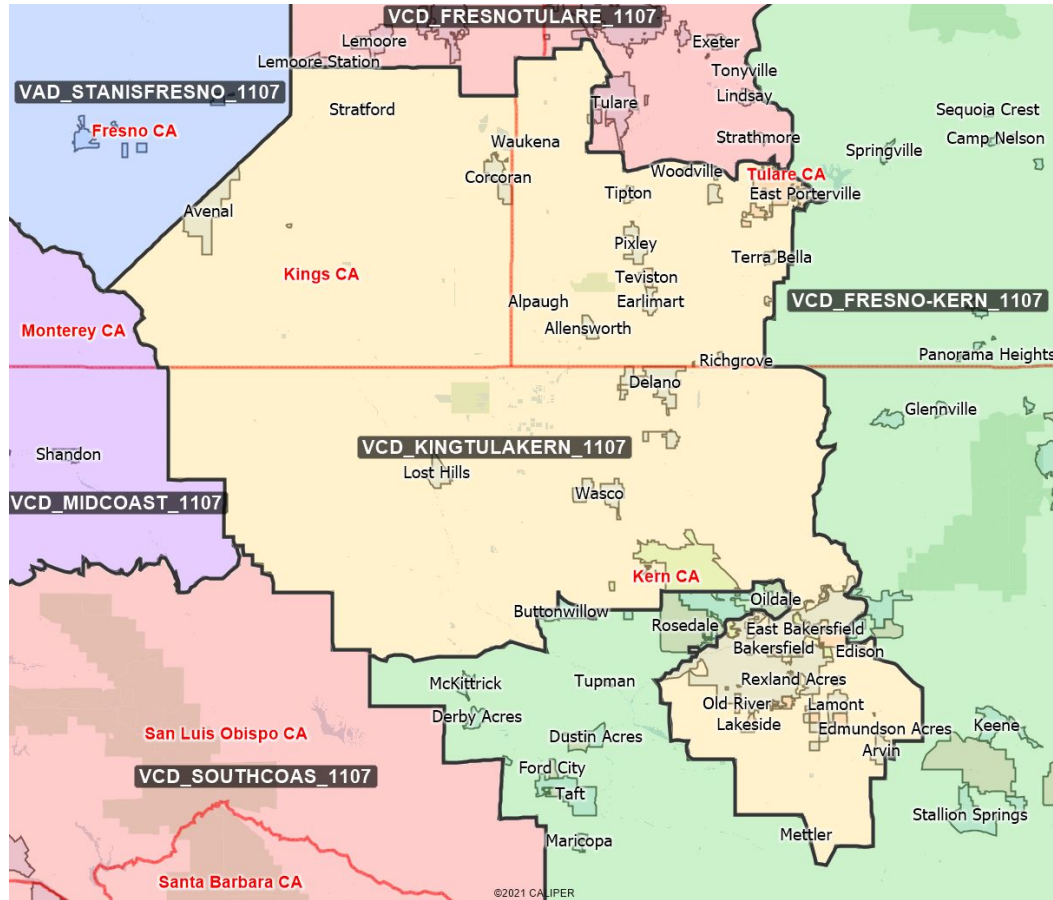 VCD_FRESNOTULARE_1107
Lemoore
Exeter
Lemoore Station
Tonyville
VAD_STANISFRESNO_1107
Lindsay
Stratford
Tulare
Sequoia Crest
Fresno CA
Strathmore
Camp Nelson
Waukena
Springville
Corcoran
Woodville
Tulare CA
Tipton
East Porterville
Avenal
Pixley
Terra Bella
Kings CA
Teviston
Alpaugh
Earlimart
VCD_FRESNO-KERN_1107
Monterey CA
Allensworth
Panorama Heights
Richgrove
Delano
Glennville
VCD_KINGTULAKERN_1107
Shandon
Lost Hills
Wasco
VCD_MIDCOAST_1107
Kern CA
Oildale
Buttonwillow
Rosedale
East Bakersfield
Bakersfield
Edison
McKittrick
Tupman
Rexland Acres
Old River
Lamont
Derby Acres
Lakeside
Edmundson Acres
Keene
San Luis Obispo CA
Dustin Acres
Arvin
Ford City
VCD_SOUTHCOAS_1107
Taft
Stallion Springs
Maricopa
Mettler
Santa Barbara CA
©2021 CALIPER